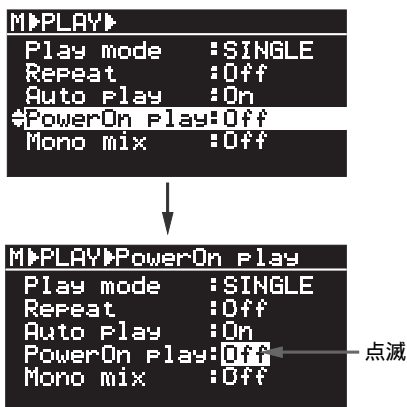 M▶PLAY▶
Play mode :SINGLE
Repeat :Off
Auto play :On
PowerOn play:Off
Mono mix :Off
M▶PLAY▶PowerOn play
Play mode :SINGLE
Repeat :Off
Auto play :On
PowerOn play:Off
点滅
Mono mix :Off